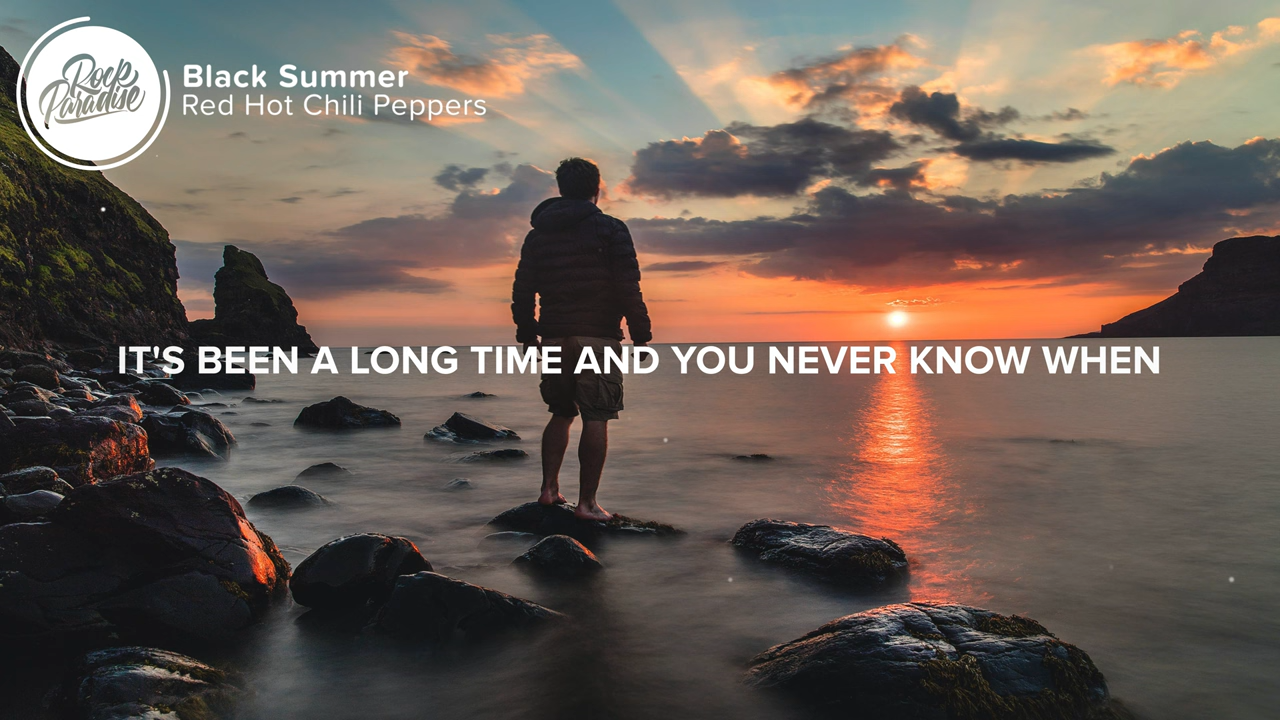 Rock
Paradise
Black Summer
Red Hot Chili Peppers
IT'S BEEN A LONG TIME AND YOU NEVER KNOW WHEN